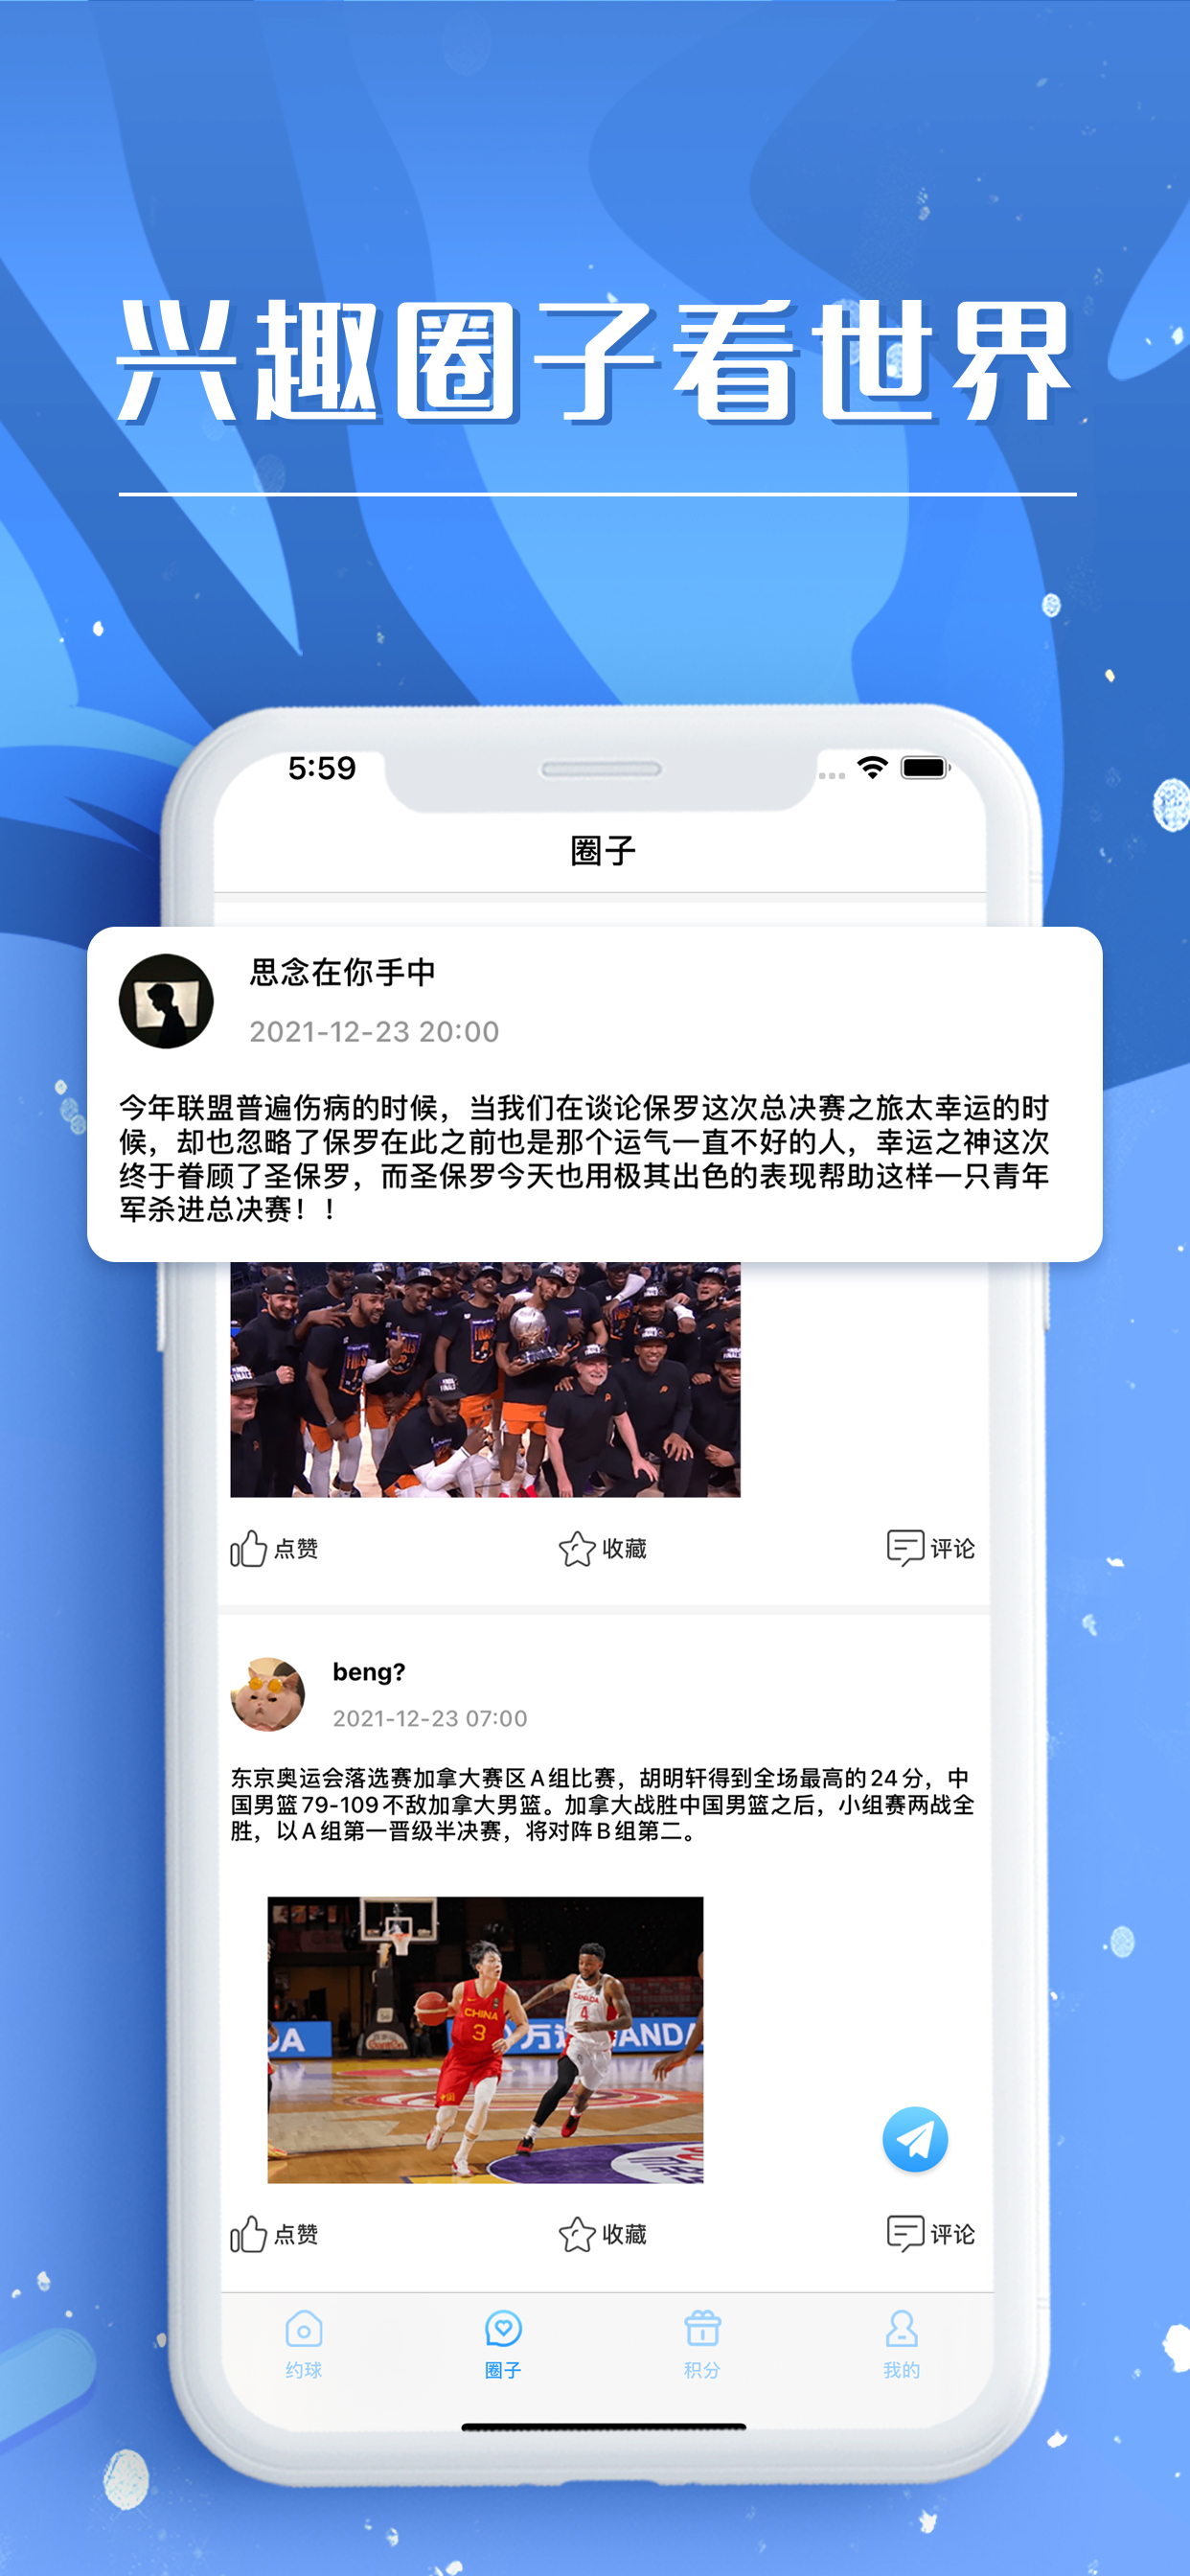 兴趣圈子看世界
5:59
圈子
思念在你手中
2021-12-23 20:00
今年联盟普遍伤病的时候，当我们在谈论保罗这次总决赛之旅太幸运的时
候，却也忽略了保罗在此之前也是那个运气一直不好的人，幸运之神这次
终于眷顾了圣保罗，而圣保罗今天也用极其出色的表现帮助这样一只青年
军杀进总决赛！！
FINALS
点赞 收藏 评论
beng?
2021-12-23 07:00
东京奥运会落选赛加拿大赛区A组比赛，胡明轩得到全场最高的24分，中
国男篮79-109不敌加拿大男篮。加拿大战胜中国男篮之后，小组赛两战全
胜，以A组第一晋级半决赛，将对阵B组第二。
CHINA
3
CANADA
4
点赞 收藏 评论
约球 圈子 积分 我的